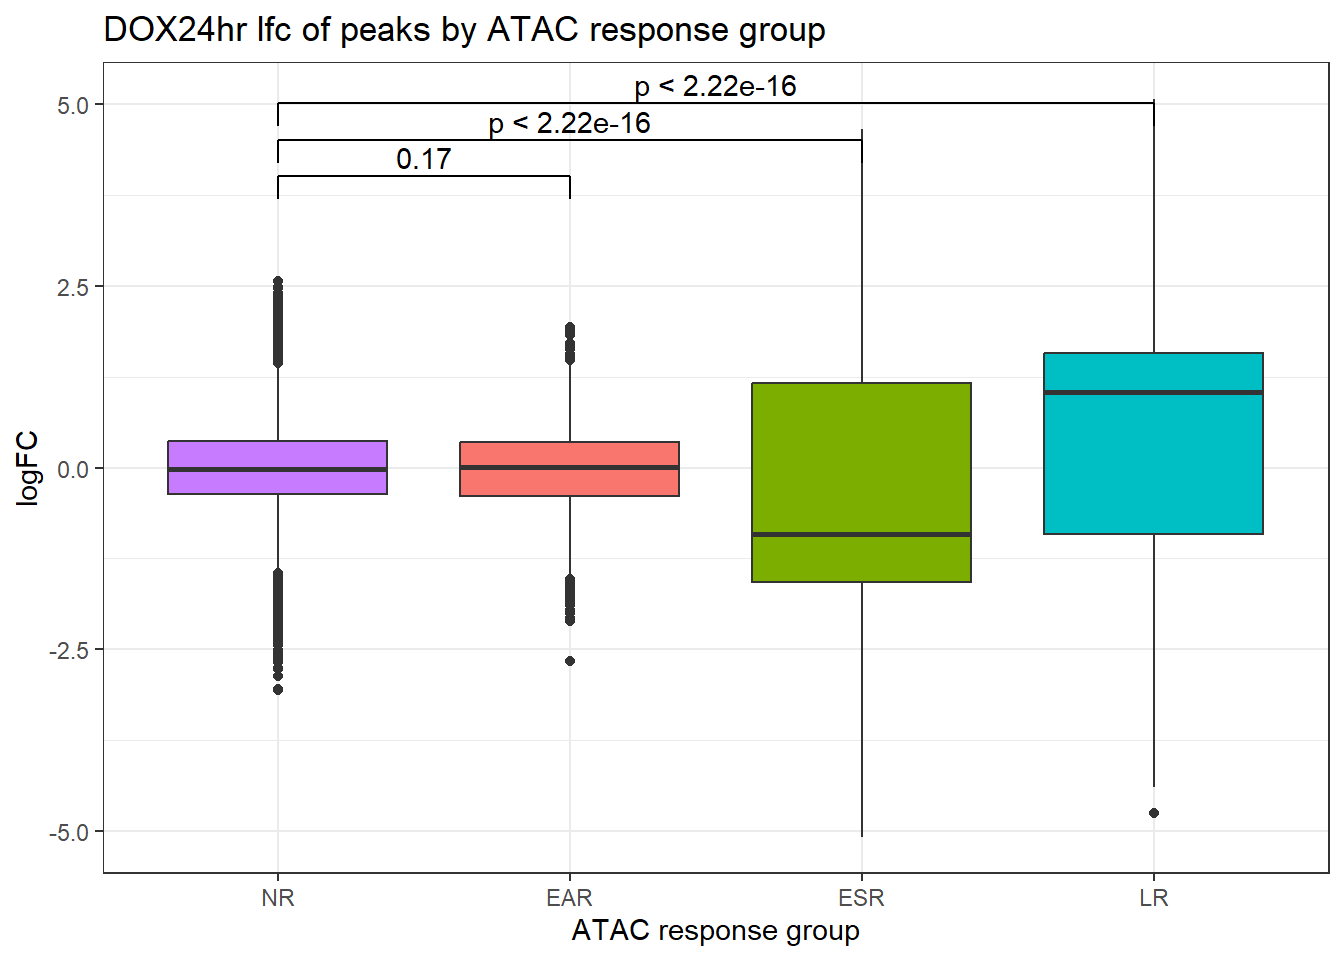 DOX24hr lfc of peaks by ATAC response group
p < 2.22e-16
p < 2.22e-16
0.17
5.0
2.5
0.0
-2.5
-5.0
logFC
NR EAR ESR LR
ATAC response group